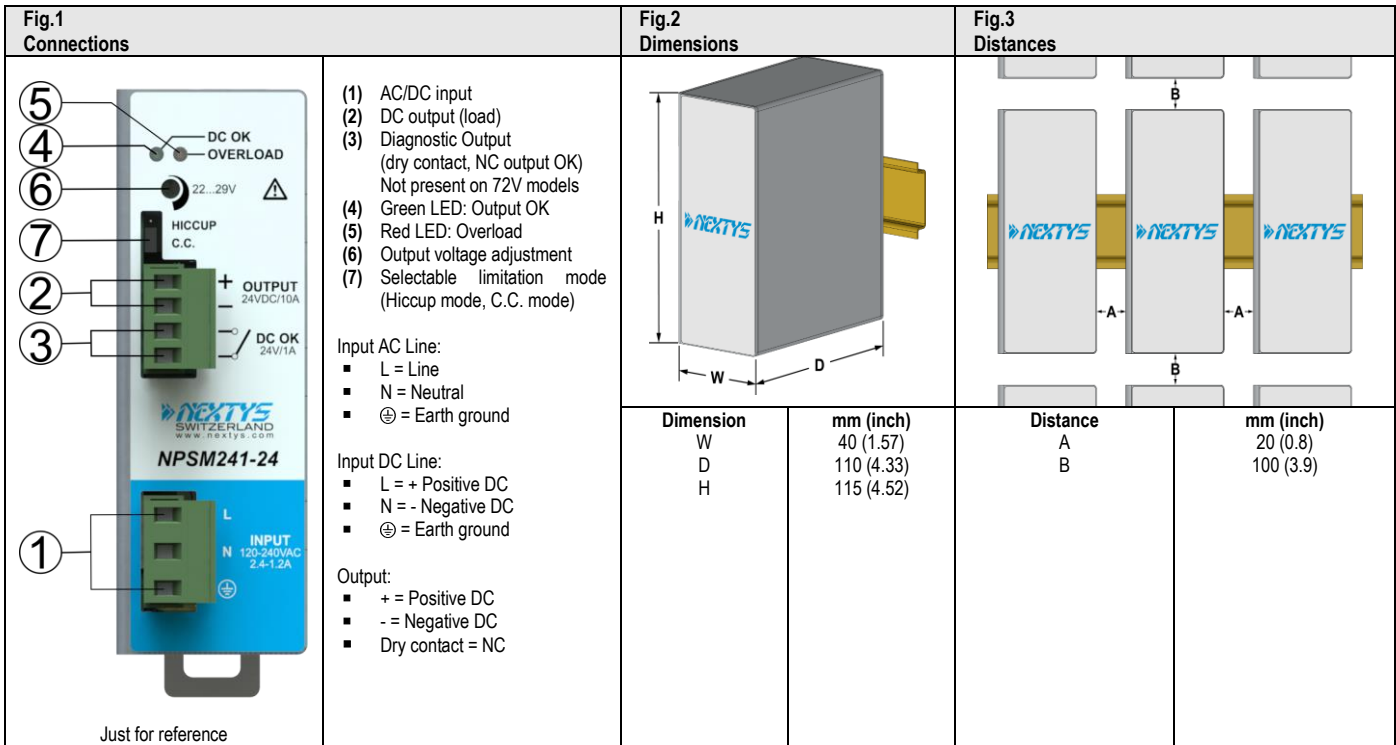 Fig.1
Connections
Fig.2
Dimensions
Fig.3
Distances
5
4
6
7
2
3
1
DC OK
OVERLOAD
22...29V
HICCUP
C.C.
+ OUTPUT
24VDC/10A
–
DC OK
24V/1A
NEXTYS
SWITZERLAND
www.nextys.com
NPSM241-24
L
INPUT
N 120-240VAC
2.4-1.2A
Just for reference
(1) AC/DC input
(2) DC output (load)
(3) Diagnostic Output
(dry contact, NC output OK)
Not present on 72V models
(4) Green LED: Output OK
(5) Red LED: Overload
(6) Output voltage adjustment
(7) Selectable limitation mode
(Hiccup mode, C.C. mode)
Input AC Line:
▪ L = Line
▪ N = Neutral
▪ ⏚ = Earth ground
Input DC Line:
▪ L = + Positive DC
▪ N = - Negative DC
▪ ⏚ = Earth ground
Output:
▪ + = Positive DC
▪ - = Negative DC
▪ Dry contact = NC
H
NEXTYS
W
D
Dimension mm (inch)
W 40 (1.57)
D 110 (4.33)
H 115 (4.52)
B
NEXTYS NEXTYS NEXTYS
A A
B
Distance mm (inch)
A 20 (0.8)
B 100 (3.9)